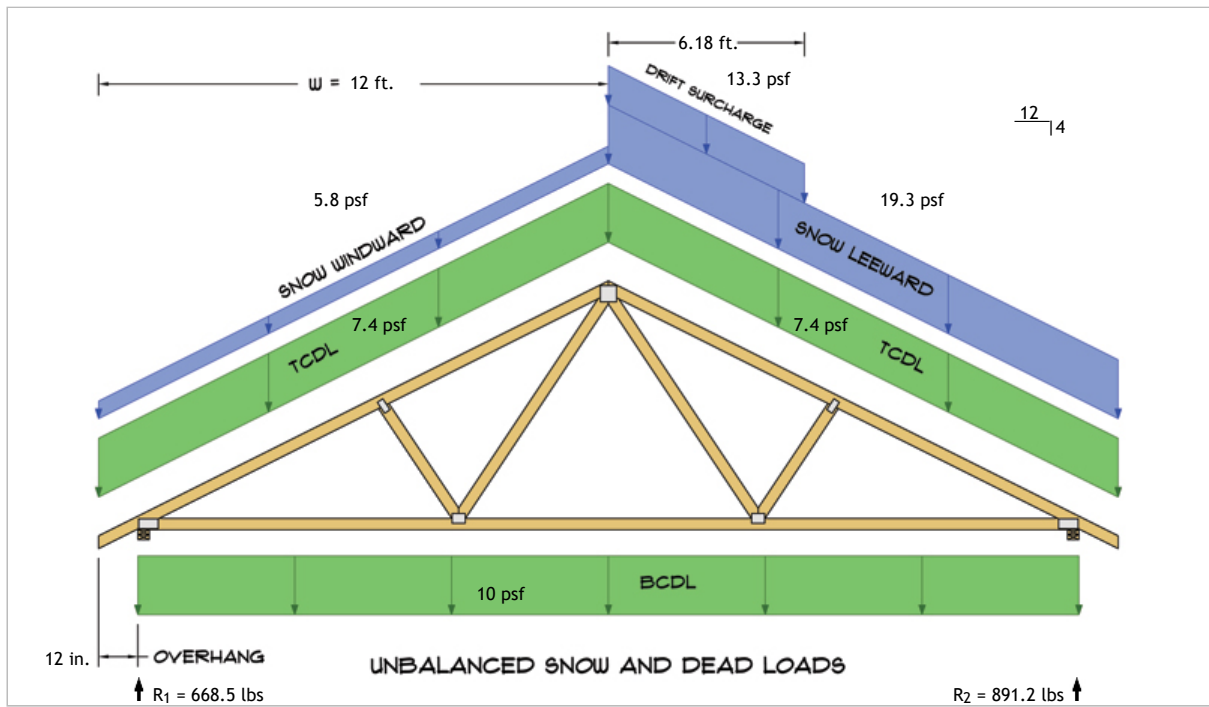 6.18 ft.
DRIFT SURCHARGE
13.3 psf
W = 12 ft.
12
4
5.8 psf
19.3 psf
SNOW WINDWARD
SNOW LEEWARD
7.4 psf
7.4 psf
TCDL
TCDL
BCDL
10 psf
12 in.
OVERHANG
UNBALANCED SNOW AND DEAD LOADS
R1 = 668.5 lbs
R2 = 891.2 lbs